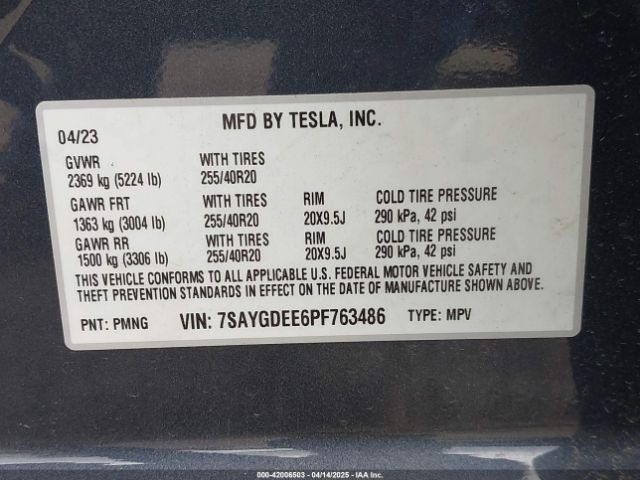 MFD BY TESLA, INC.
04/23
GVWR WITH TIRES
2369 kg (5224 lb) 255/40R20
GAWR FRT WITH TIRES RIM COLD TIRE PRESSURE
1363 kg (3004 lb) 255/40R20 20X9.5J 290 kPa, 42 psi
GAWR RR WITH TIRES RIM COLD TIRE PRESSURE
1500 kg (3306 lb) 255/40R20 20X9.5J 290 kPa, 42 psi
THIS VEHICLE CONFORMS TO ALL APPLICABLE U.S. FEDERAL MOTOR VEHICLE SAFETY AND
THEFT PREVENTION STANDARDS IN EFFECT ON THE DATE OF MANUFACTURE SHOWN ABOVE.
PNT: PMNG VIN: 7SAYGDEE6PF763486 TYPE: MPV
000-42006503 - 04/14/2025 - IAAI.COM